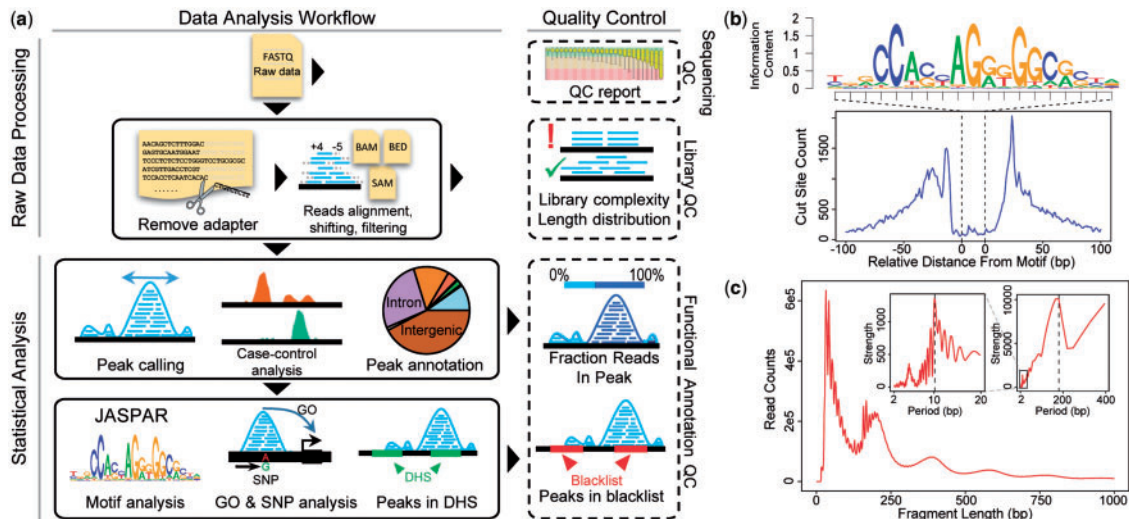 (a) Data Analysis Workflow Quality Control
Raw Data Processing
FASTQ
Raw data
QC report
Sequencing
QC
AACAGCTCTTTGGAC
GAGTGCAATGGAAT
TCCCTCTCTCCTGGGTCCTGCGCGC
ATCGTTGACCTCGT
TCCACCTCAATCACAC
......
Remove adapter
+4 -5
BAM BED
SAM
Reads alignment,
shifting, filtering
!
Library complexity
Length distribution
Library QC
Statistical Analysis
Peak calling
Case-control
analysis
Intron
Intergenic
Peak annotation
0% 100%
Fraction Reads
In Peak
Functional Annotation QC
JASPAR
Motif analysis
GO
A
G
SNP
GO & SNP analysis
DHS
Peaks in DHS
Blacklist
Peaks in blacklist
(b)
Information
Content
2
1.5
1
0.5
0
Cut Site Count
1500
500
0
-100 -50 0 0 50 100
Relative Distance From Motif (bp)
(c)
Read Counts
6e5
4e5
2e5
0
0 250 500 750 1000
Fragment Length (bp)
Strength
1000
500
0
2 10 20
Period (bp)
Strength
10000
5000
0
2 200 400
Period (bp)